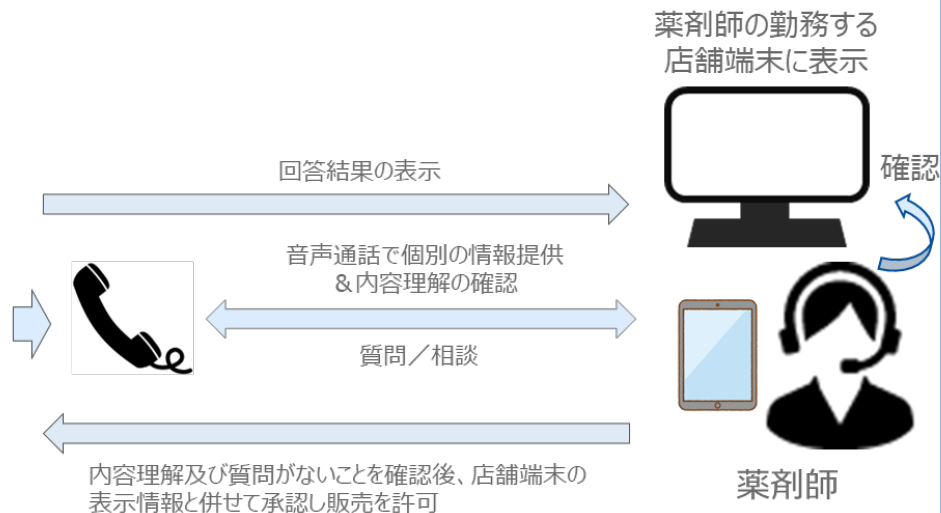 薬剤師の勤務する
店舗端末に表示
確認
回答結果の表示
音声通話で個別の情報提供
＆内容理解の確認
質問／相談
内容理解及び質問がないことを確認後、店舗端末の
表示情報と併せて承認し販売を許可
薬剤師